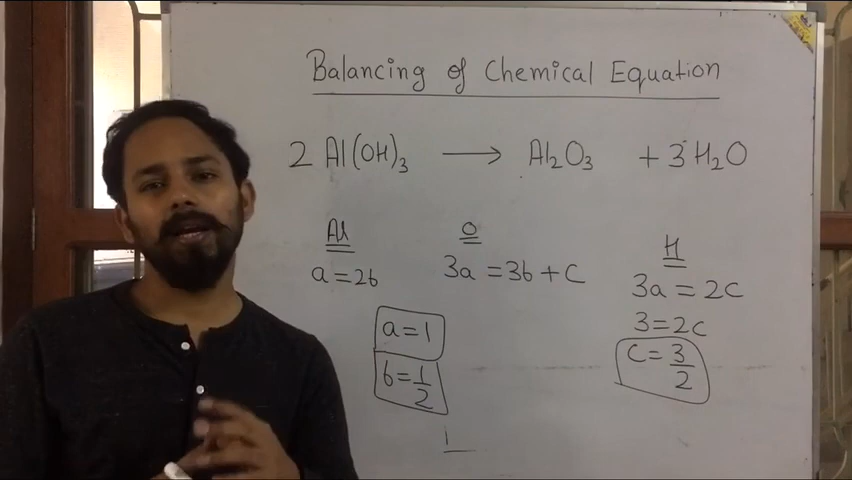 Balancing of Chemical Equation
2 Al(OH)₃ → Al₂O₃ + 3 H₂O
Al
a=2b
O
3a = 3b + c
H
3a = 2c
3 = 2c
c = 3/2
a=1
b=1/2